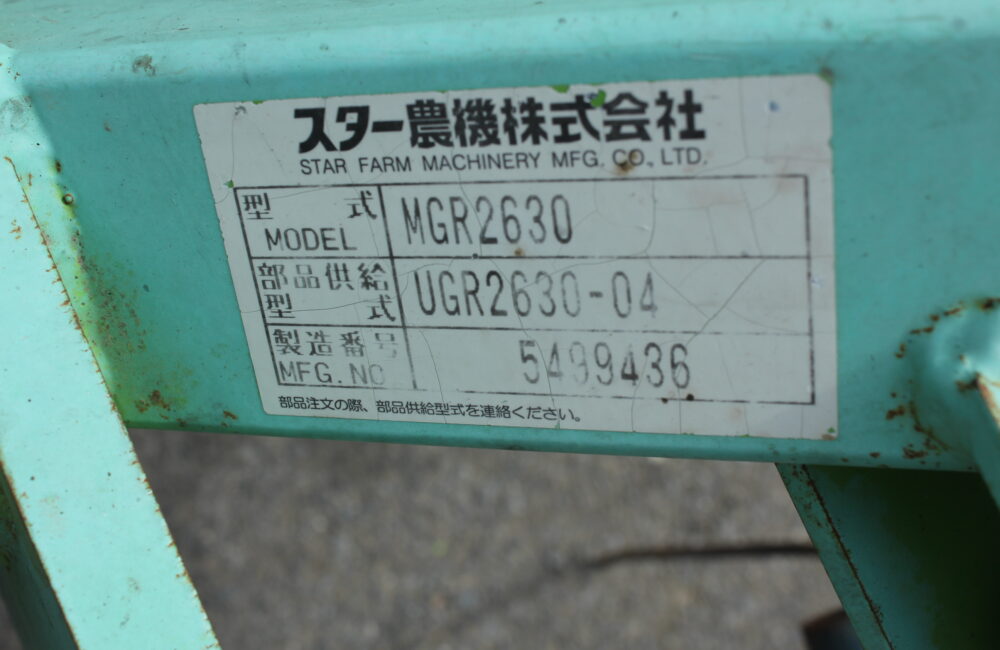 スター農機株式会社
STAR FARM MACHINERY MFG. CO., LTD.
型式 MGR2630
MODEL
部品供給 UGR2630-04
型式
製造番号 5499436
MFG. NO
部品注文の際、部品供給型式を連絡ください。